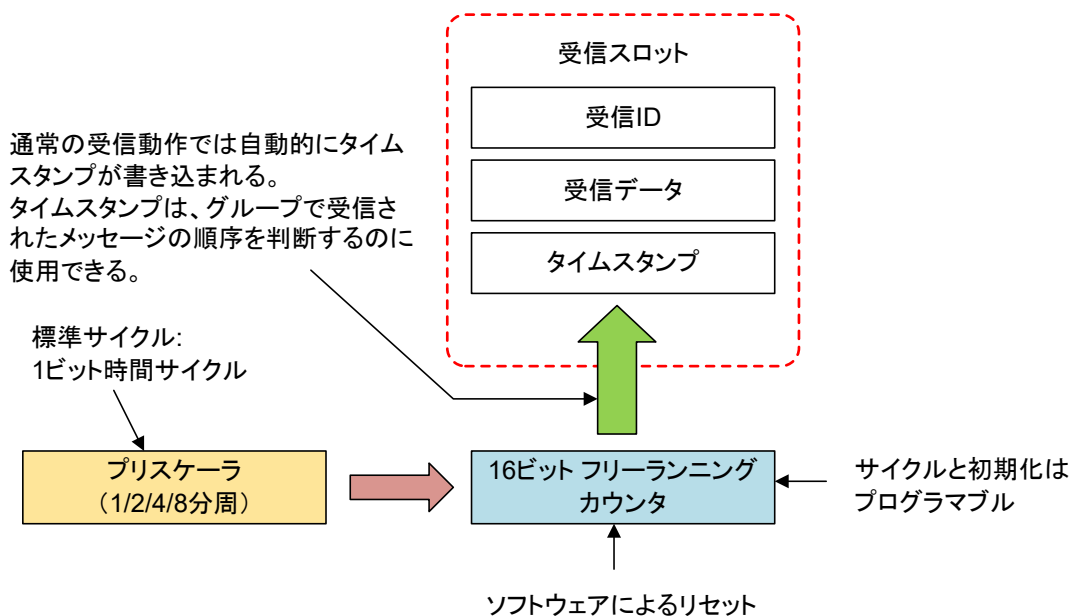 受信スロット
受信ID
受信データ
タイムスタンプ
通常の受信動作では自動的にタイム
スタンプが書き込まれる。
タイムスタンプは、グループで受信さ
れたメッセージの順序を判断するのに
使用できる。
標準サイクル:
1ビット時間サイクル
プリスケーラ
（1/2/4/8分周）
16ビット フリーランニング
カウンタ
サイクルと初期化は
プログラマブル
ソフトウェアによるリセット